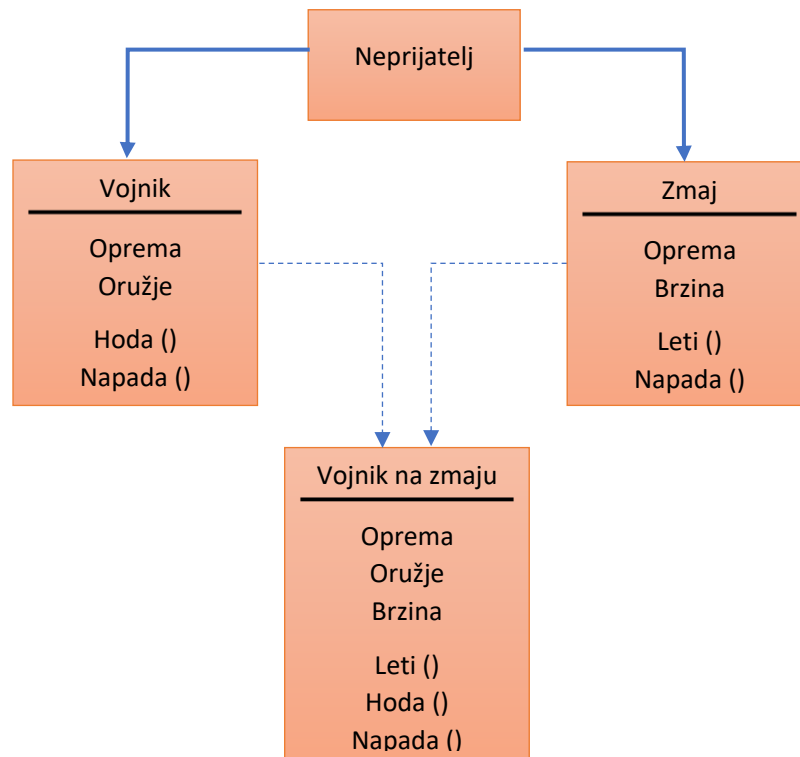 Neprijatelj
Vojnik
Oprema
Oružje
Hoda ()
Napada ()
Zmaj
Oprema
Brzina
Leti ()
Napada ()
Vojnik na zmaju
Oprema
Oružje
Brzina
Leti ()
Hoda ()
Napada ()